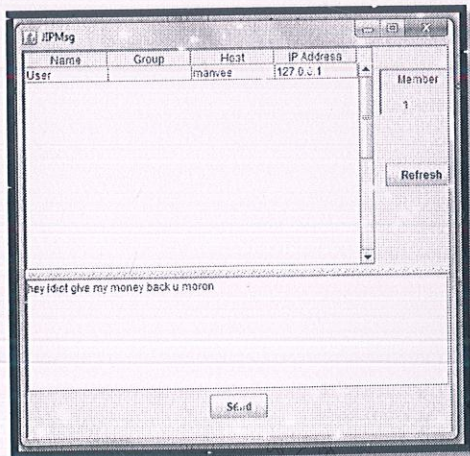 JIPMsg
Name Group Host IP Address
User manvee 127.0.0.1
Member
1
Refresh
hey idiot give my money back u moron
Send